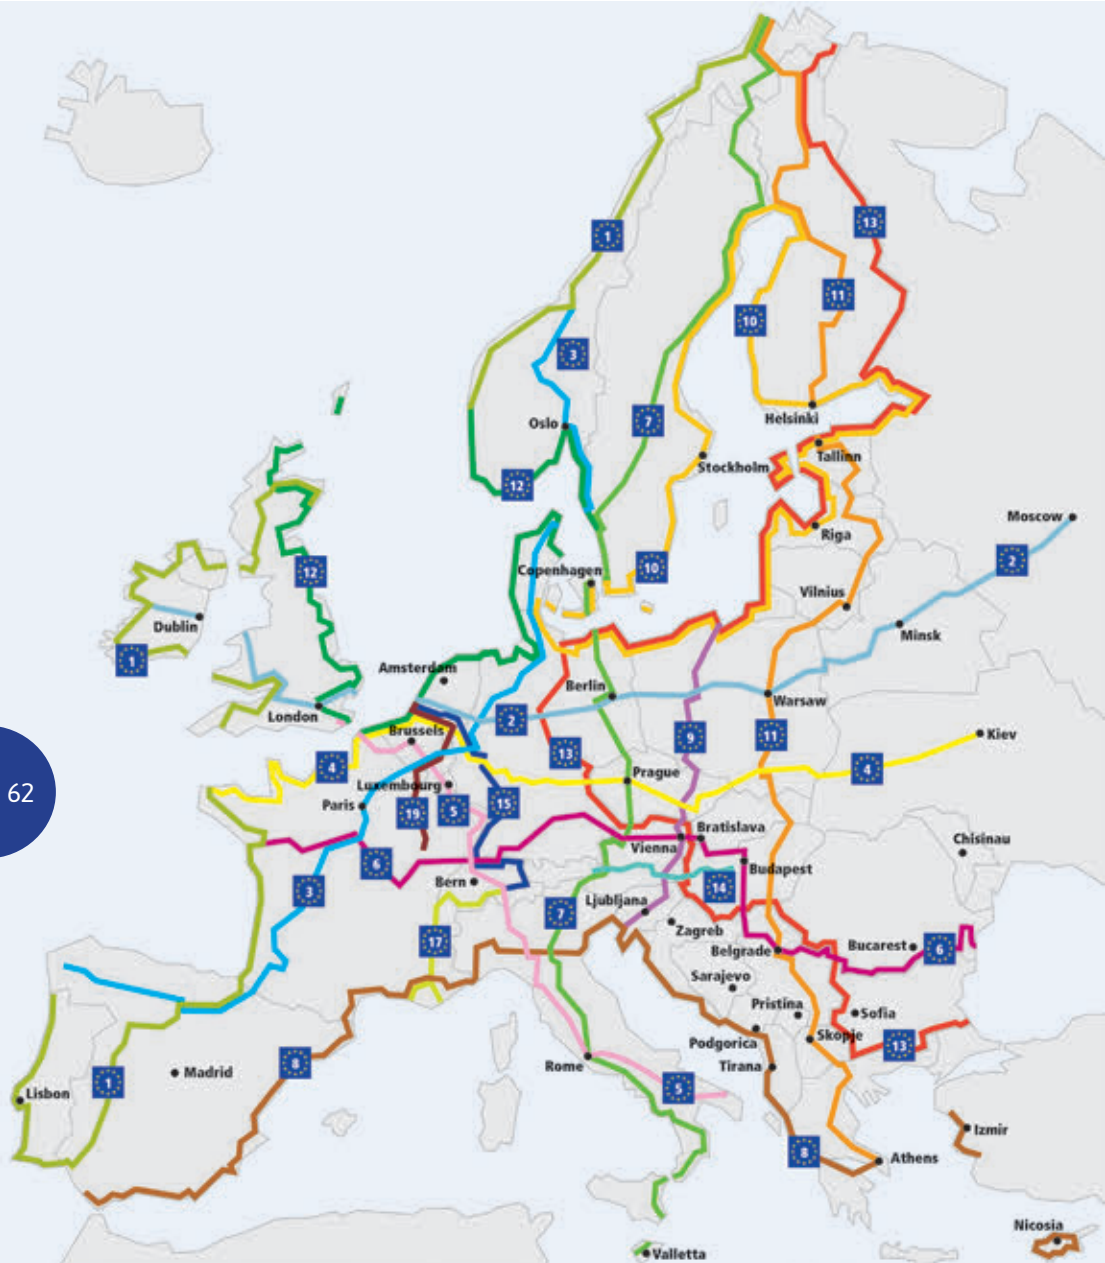 1
13
11
10
3
Oslo
7
Helsinki
Stockholm
Tallinn
12
Riga
Moscow
2
12
Copenhagen
10
Vilnius
Dublin
Minsk
1
Amsterdam
Berlin
Warsaw
London
2
Brussels
9
11
Kiev
13
4
4
62
Luxembourg
Prague
Paris
19
5
15
Bratislava
Vienna
Chisinau
6
Budapest
Bern
14
3
Ljubljana
7
Zagreb
17
Belgrade
Bucarest
6
Sarajevo
Pristina
Sofia
Podgorica
Skopje
13
8
Rome
Tirana
Madrid
1
Lisbon
5
Izmir
8
Athens
Nicosia
Valletta